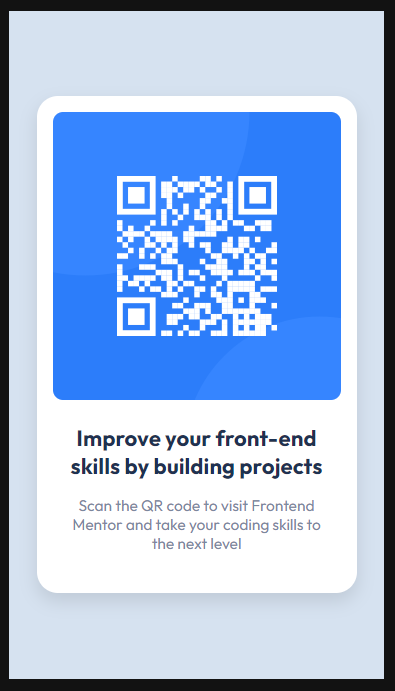 Improve your front-end
skills by building projects
Scan the QR code to visit Frontend
Mentor and take your coding skills to
the next level